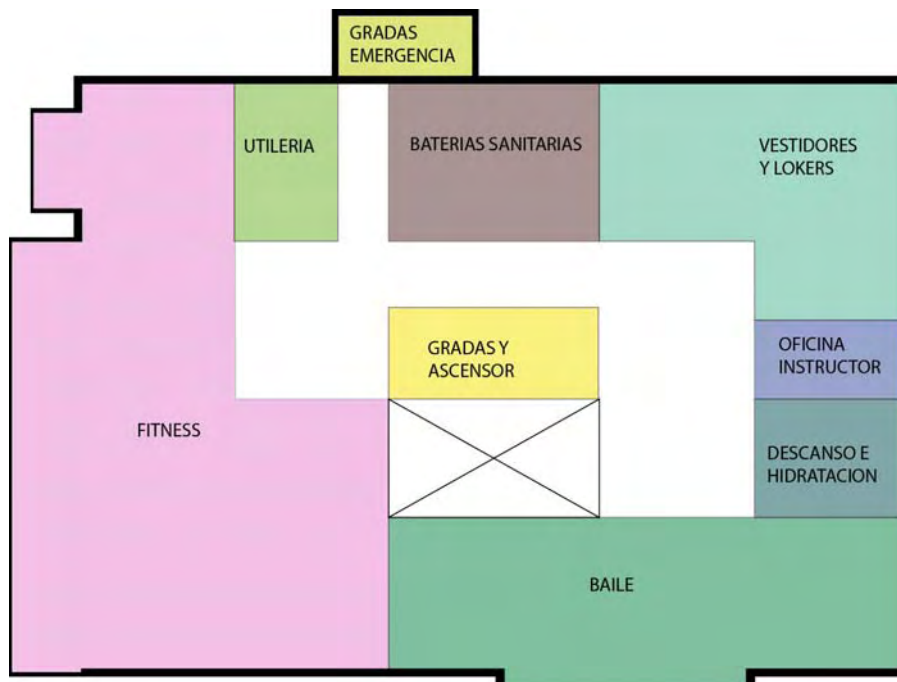 GRADAS
EMERGENCIA
UTILERIA
BATERIAS SANITARIAS
VESTIDORES
Y LOKERS
GRADAS Y
ASCENSOR
OFICINA
INSTRUCTOR
FITNESS
DESCANSO E
HIDRATACION
BAILE